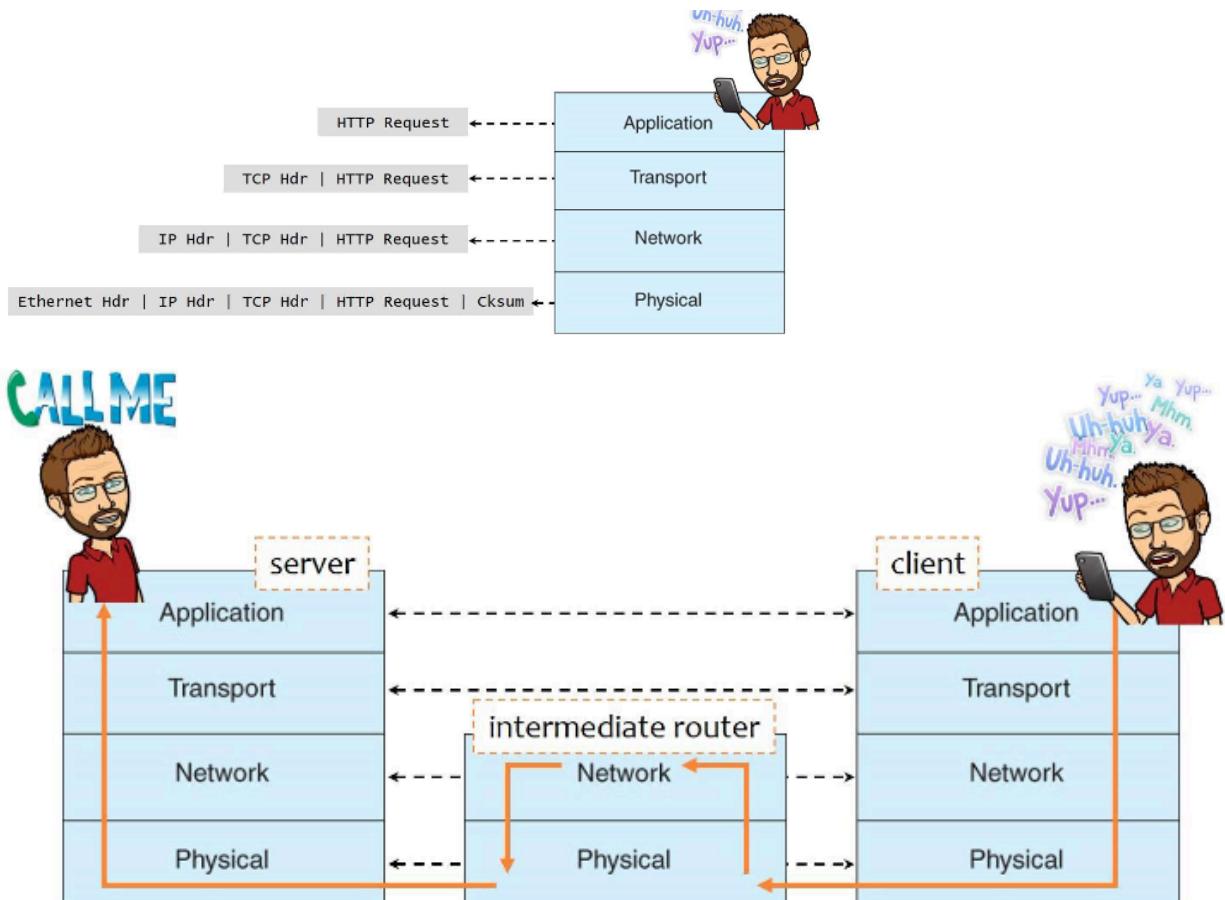 Uh-huh.
Yup...
HTTP Request
Application
TCP Hdr | HTTP Request
Transport
IP Hdr | TCP Hdr | HTTP Request
Network
Ethernet Hdr | IP Hdr | TCP Hdr | HTTP Request | Cksum
Physical
CALL ME
Yup... Ya Yup...
Uh-huh Mhm.
Mhm. Ya. Ya.
Uh-huh.
Yup...
server
client
Application
Application
Transport
Transport
intermediate router
Network
Network
Network
Physical
Physical
Physical